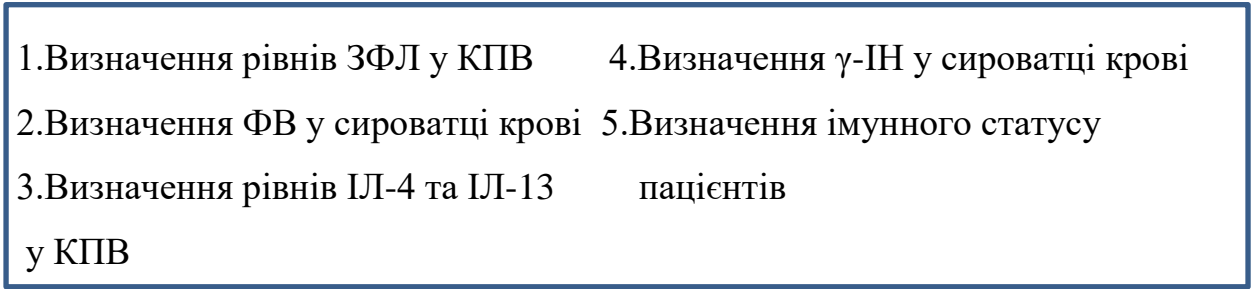 1.Визначення рівнів ЗФЛ у КПВ
2.Визначення ФВ у сироватці крові
3.Визначення рівнів ІЛ-4 та ІЛ-13
у КПВ
4.Визначення γ-ІН у сироватці крові
5.Визначення імунного статусу
пацієнтів